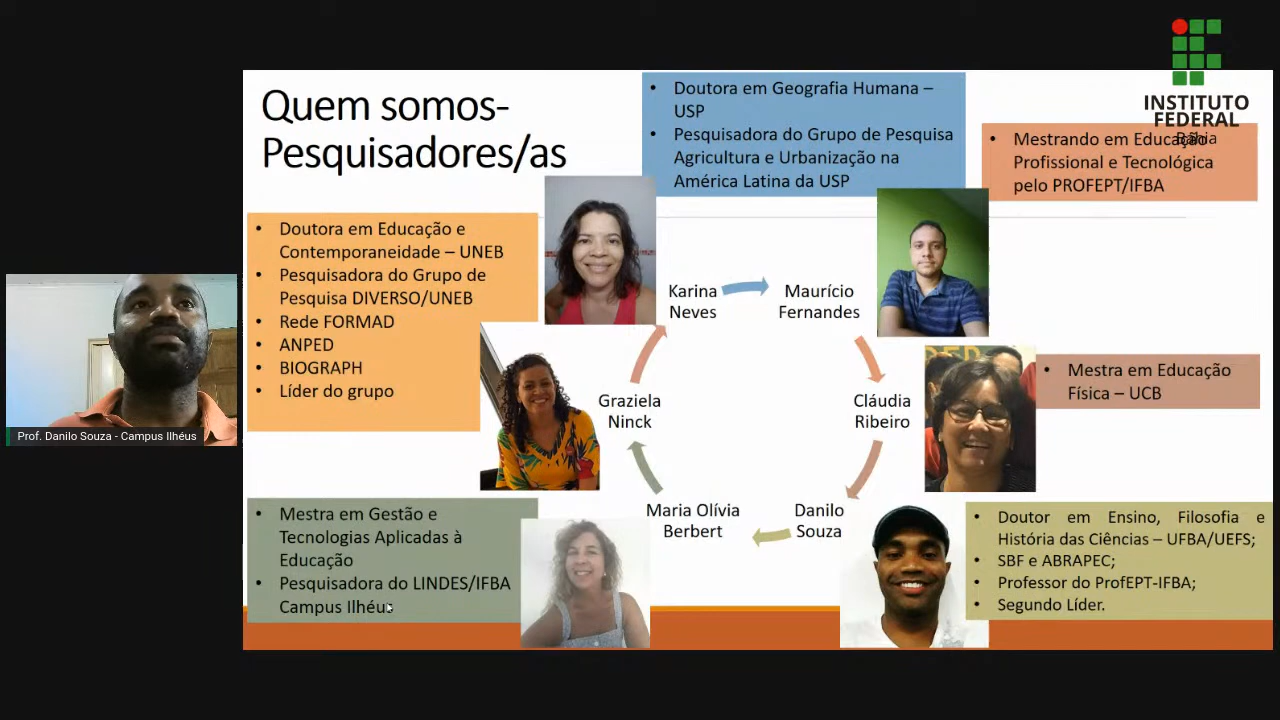 Quem somos-
Pesquisadores/as
• Doutora em Geografia Humana –
USP
• Pesquisadora do Grupo de Pesquisa
Agricultura e Urbanização na
América Latina da USP
INSTITUTO
FEDERAL
Bahia
• Mestrando em Educação
Profissional e Tecnológica
pelo PROFEPT/IFBA
• Doutora em Educação e
Contemporaneidade – UNEB
• Pesquisadora do Grupo de
Pesquisa DIVERSO/UNEB
• Rede FORMAD
• ANPED
• BIOGRAPH
• Líder do grupo
Karina
Neves
Maurício
Fernandes
• Mestra em Educação
Física – UCB
Graziela
Ninck
Cláudia
Ribeiro
Prof. Danilo Souza - Campus Ilhéus
Maria Olívia
Berbert
Danilo
Souza
• Mestra em Gestão e
Tecnologias Aplicadas à
Educação
• Pesquisadora do LINDES/IFBA
Campus Ilhéus
• Doutor em Ensino, Filosofia e
História das Ciências – UFBA/UEFS;
• SBF e ABRAPEC;
• Professor do ProfEPT-IFBA;
• Segundo Líder.